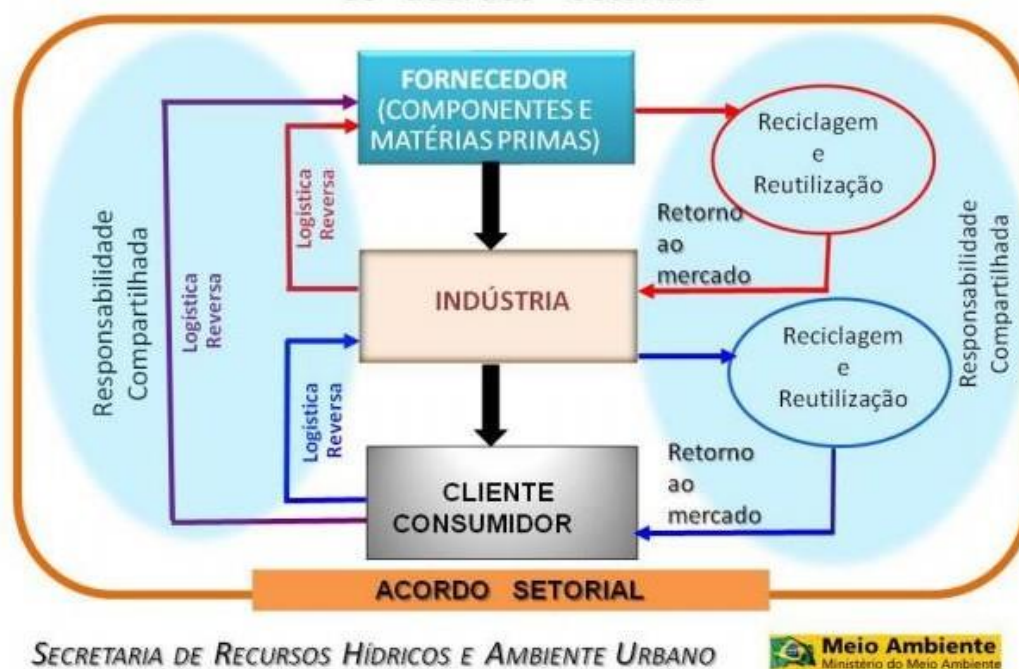 FORNECEDOR
(COMPONENTES E
MATÉRIAS PRIMAS)
Reciclagem
e
Reutilização
Retorno
ao
mercado
Logística
Reversa
Responsabilidade
Compartilhada
Logística
Reversa
INDÚSTRIA
Responsabilidade
Compartilhada
Reciclagem
e
Reutilização
Logística
Reversa
Retorno
ao
mercado
CLIENTE
CONSUMIDOR
ACORDO SETORIAL
SECRETARIA DE RECURSOS HÍDRICOS E AMBIENTE URBANO
Meio Ambiente
Ministério do Meio Ambiente